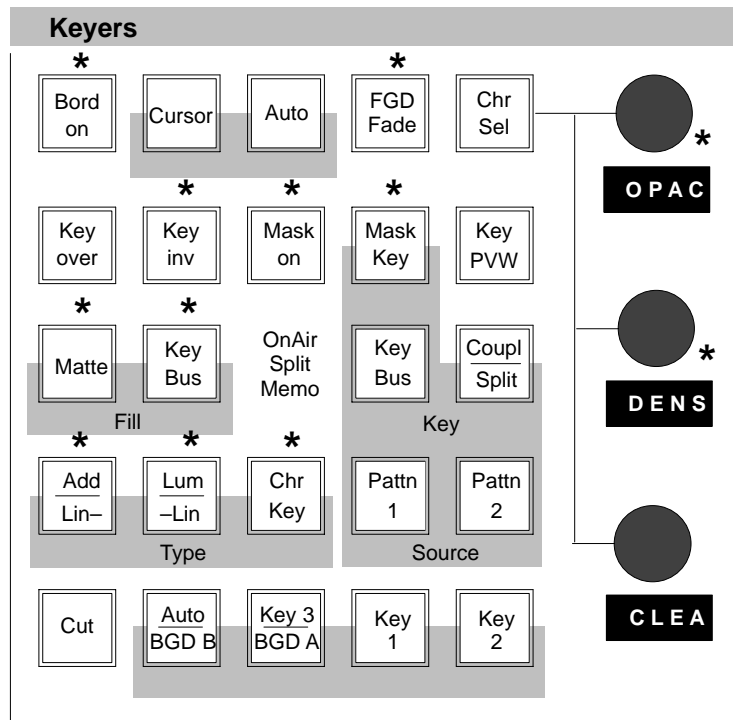 Keyers
* *
Bord on
Cursor
Auto
FGD Fade
Chr Sel
*
OPAC
* * *
Key over
Key inv
Mask on
Mask Key
Key PVW
* *
Matte
Key Bus
OnAir Split Memo
Key Bus
Coupl Split
*
DENS
Fill
Key
* * *
Add Lin–
Lum –Lin
Chr Key
Pattn 1
Pattn 2
Type
Source
Cut
Auto BGD B
Key 3 BGD A
Key 1
Key 2
CLEA